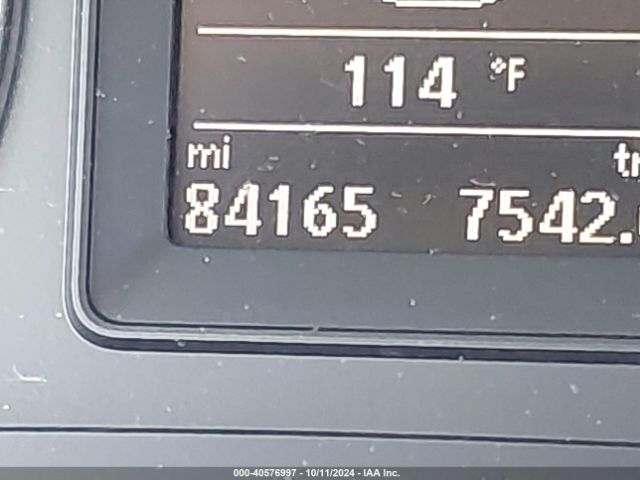 114 °F
mi
84165 7542.
000-40576997 - 10/11/2024 - IAA Inc.